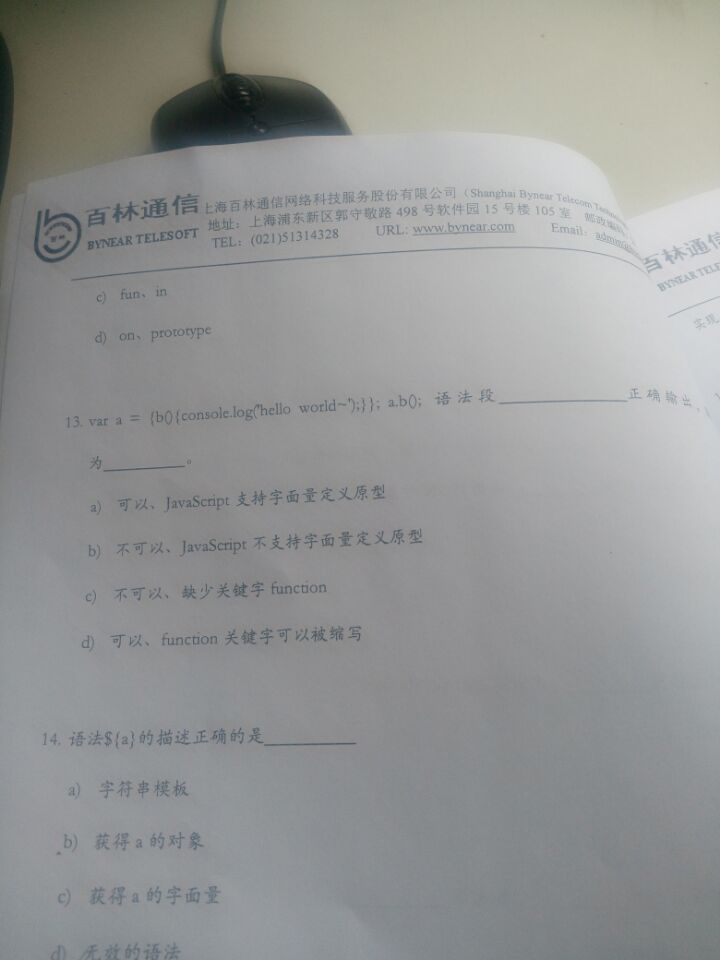 百林通信
BYNEAR TELESOFT
上海百林通信网络科技服务股份有限公司（Shanghai Bynear Telecom
地址：上海浦东新区郭守敬路 498 号软件园 15 号楼 105 室 邮政编
TEL：(021)51314328 URL: www.bynear.com Email：
百林通信
BYNEAR
实现
c) fun、in
d) on、prototype
13. var a = {b(){console.log('hello world~');}}; a.b(); 语法段__________正确输出，
为________。
a) 可以、JavaScript 支持字面量定义原型
b) 不可以、JavaScript 不支持字面量定义原型
c) 不可以、缺少关键字 function
d) 可以、function 关键字可以被缩写
14. 语法${a}的描述正确的是________
a) 字符串模板
b) 获得 a 的对象
c) 获得 a 的字面量
d) 无效的语法